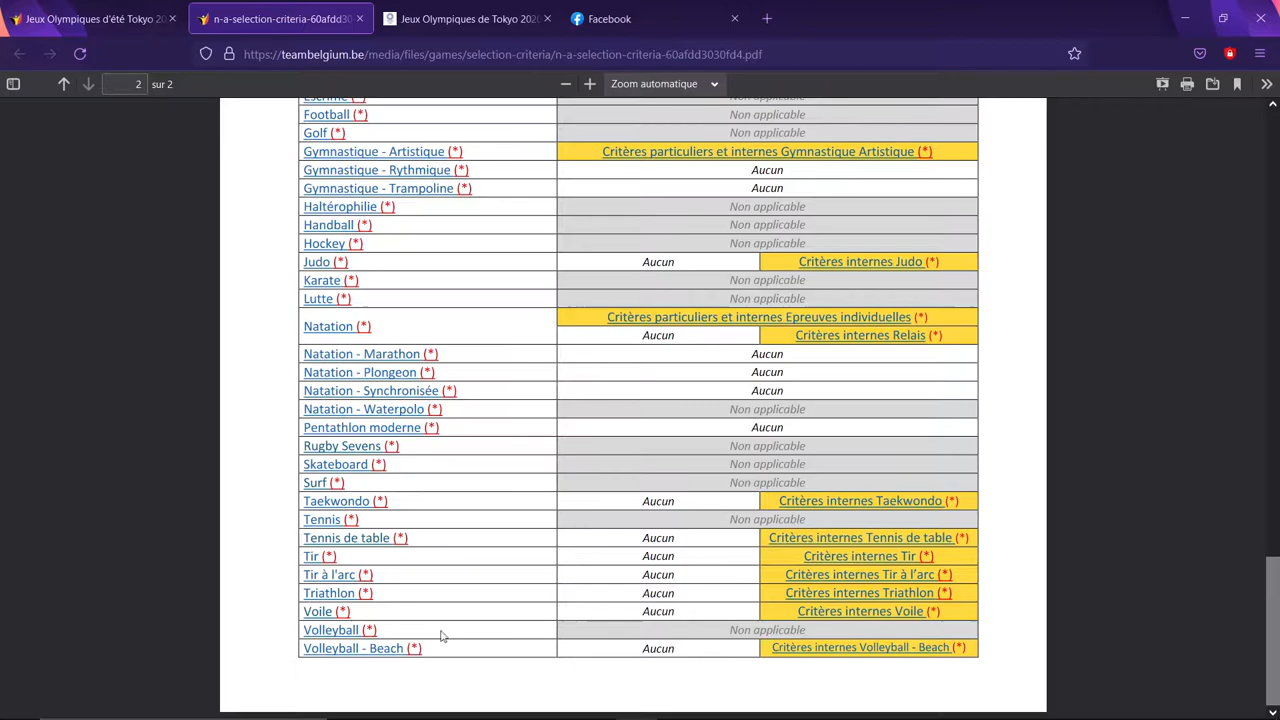 Jeux Olympiques d'été Tokyo 202
n-a-selection-criteria-60afdd30
Jeux Olympiques de Tokyo 2020
Facebook
https://teambelgium.be/media/files/games/selection-criteria/n-a-selection-criteria-60afdd3030fd4.pdf
2 sur 2
Zoom automatique
Escrime (*) Non applicable
Football (*) Non applicable
Golf (*) Non applicable
Gymnastique - Artistique (*) Critères particuliers et internes Gymnastique Artistique (*)
Gymnastique - Rythmique (*) Aucun
Gymnastique - Trampoline (*) Aucun
Haltérophilie (*) Non applicable
Handball (*) Non applicable
Hockey (*) Non applicable
Judo (*) Aucun Critères internes Judo (*)
Karate (*) Non applicable
Lutte (*) Non applicable
Natation (*) Critères particuliers et internes Epreuves individuelles (*)
Aucun Critères internes Relais (*)
Natation - Marathon (*) Aucun
Natation - Plongeon (*) Aucun
Natation - Synchronisée (*) Aucun
Natation - Waterpolo (*) Non applicable
Pentathlon moderne (*) Aucun
Rugby Sevens (*) Non applicable
Skateboard (*) Non applicable
Surf (*) Non applicable
Taekwondo (*) Aucun Critères internes Taekwondo (*)
Tennis (*) Non applicable
Tennis de table (*) Aucun Critères internes Tennis de table (*)
Tir (*) Aucun Critères internes Tir (*)
Tir à l'arc (*) Aucun Critères internes Tir à l’arc (*)
Triathlon (*) Aucun Critères internes Triathlon (*)
Voile (*) Aucun Critères internes Voile (*)
Volleyball (*) Non applicable
Volleyball - Beach (*) Aucun Critères internes Volleyball - Beach (*)